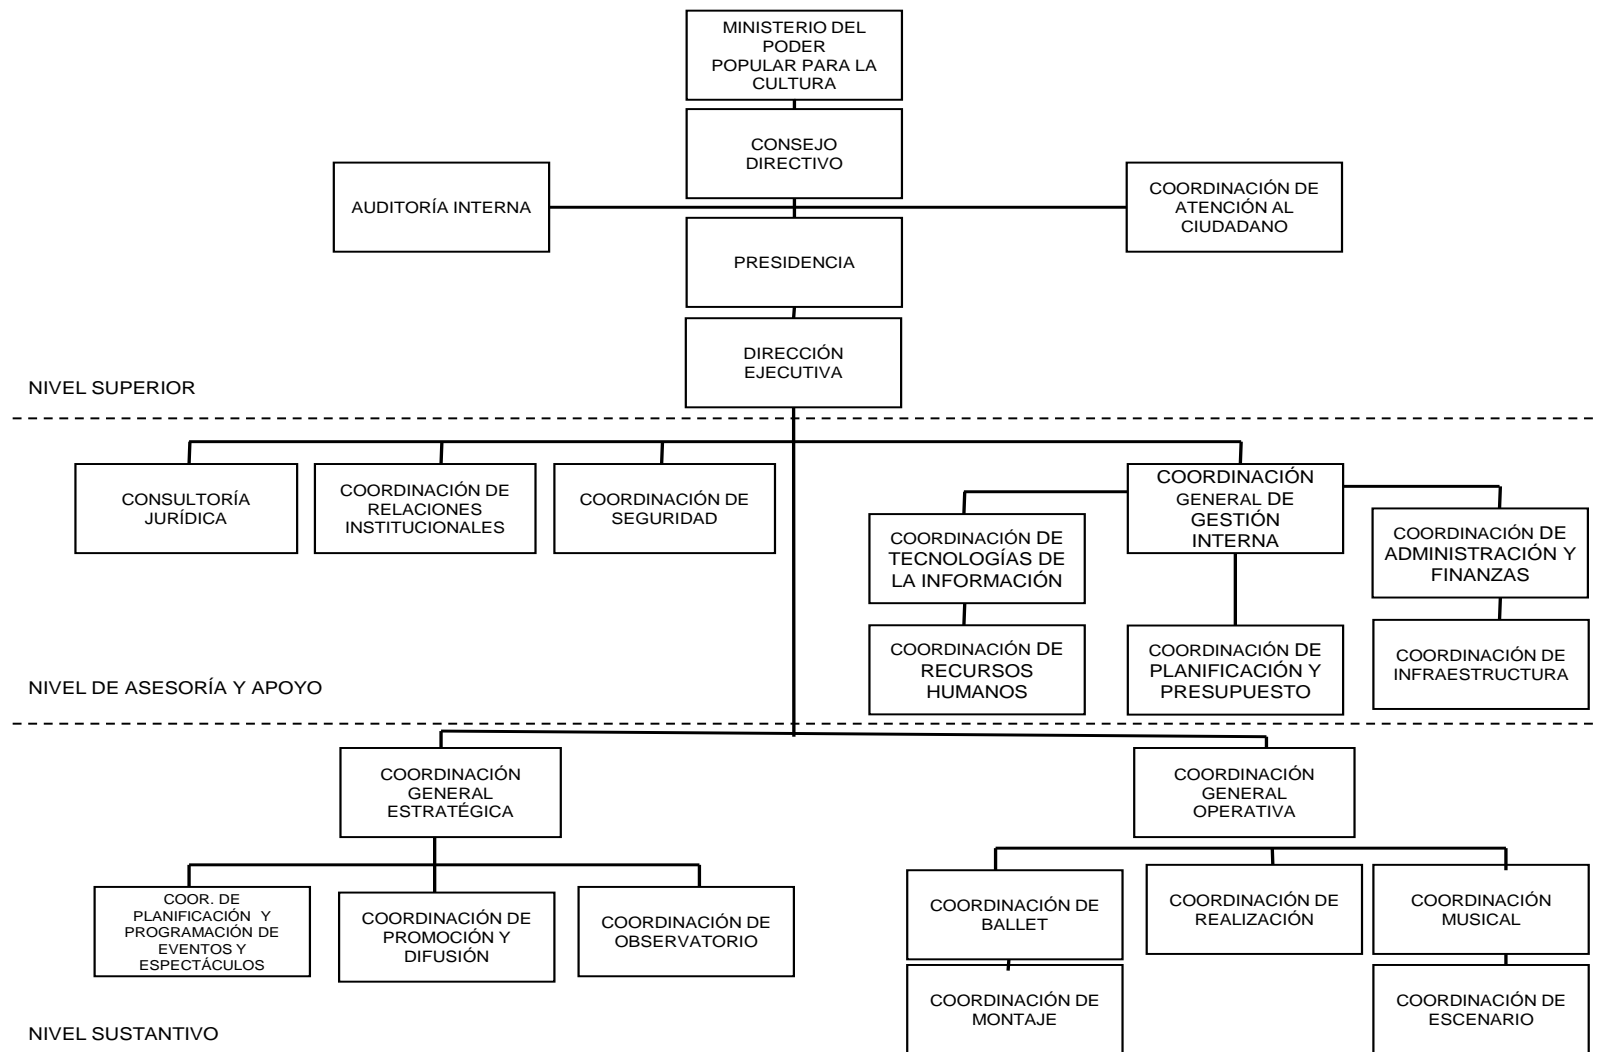 MINISTERIO DEL
PODER
POPULAR PARA LA
CULTURA
CONSEJO
DIRECTIVO
AUDITORÍA INTERNA
COORDINACIÓN DE
ATENCIÓN AL
CIUDADANO
PRESIDENCIA
DIRECCIÓN
EJECUTIVA
NIVEL SUPERIOR
CONSULTORÍA
JURÍDICA
COORDINACIÓN DE
RELACIONES
INSTITUCIONALES
COORDINACIÓN DE
SEGURIDAD
COORDINACIÓN
GENERAL DE
GESTIÓN
INTERNA
COORDINACIÓN DE
TECNOLOGÍAS DE
LA INFORMACIÓN
COORDINACIÓN DE
ADMINISTRACIÓN Y
FINANZAS
COORDINACIÓN DE
RECURSOS
HUMANOS
COORDINACIÓN DE
PLANIFICACIÓN Y
PRESUPUESTO
COORDINACIÓN DE
INFRAESTRUCTURA
NIVEL DE ASESORÍA Y APOYO
COORDINACIÓN
GENERAL
ESTRATÉGICA
COORDINACIÓN
GENERAL
OPERATIVA
COOR. DE
PLANIFICACIÓN Y
PROGRAMACIÓN DE
EVENTOS Y
ESPECTÁCULOS
COORDINACIÓN DE
PROMOCIÓN Y
DIFUSIÓN
COORDINACIÓN DE
OBSERVATORIO
COORDINACIÓN DE
BALLET
COORDINACIÓN DE
REALIZACIÓN
COORDINACIÓN
MUSICAL
COORDINACIÓN DE
MONTAJE
COORDINACIÓN DE
ESCENARIO
NIVEL SUSTANTIVO